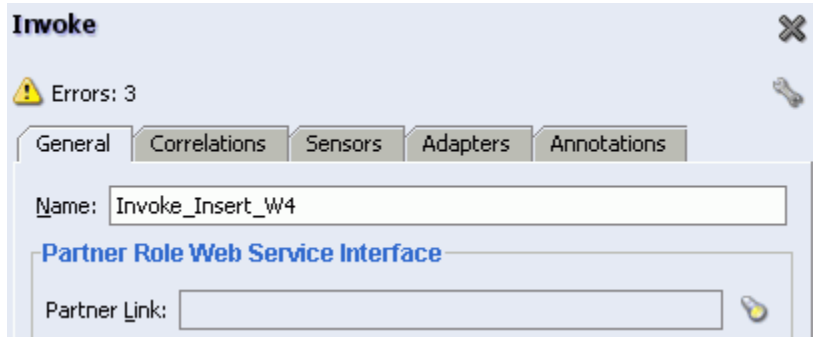 Invoke
Errors: 3
General Correlations Sensors Adapters Annotations
Name: Invoke_Insert_W4
Partner Role Web Service Interface
Partner Link: